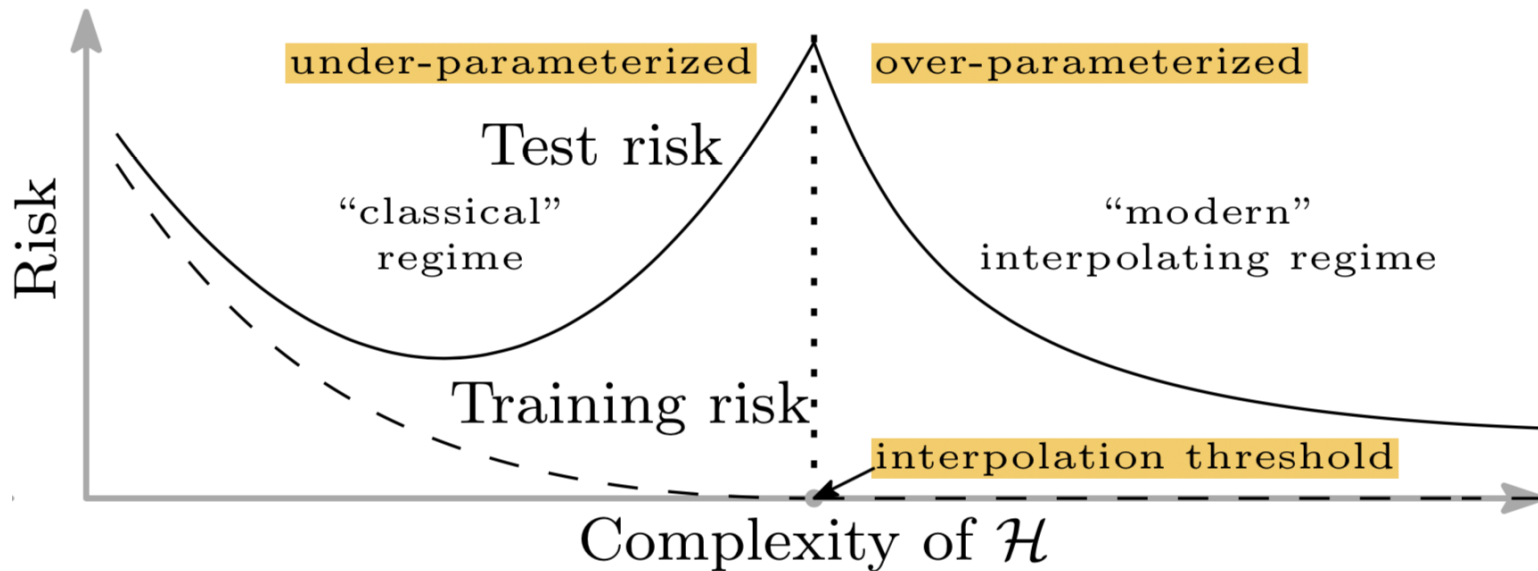 under-parameterized
over-parameterized
Test risk
“classical”
regime
“modern”
interpolating regime
Risk
Training risk
interpolation threshold
Complexity of ℋ